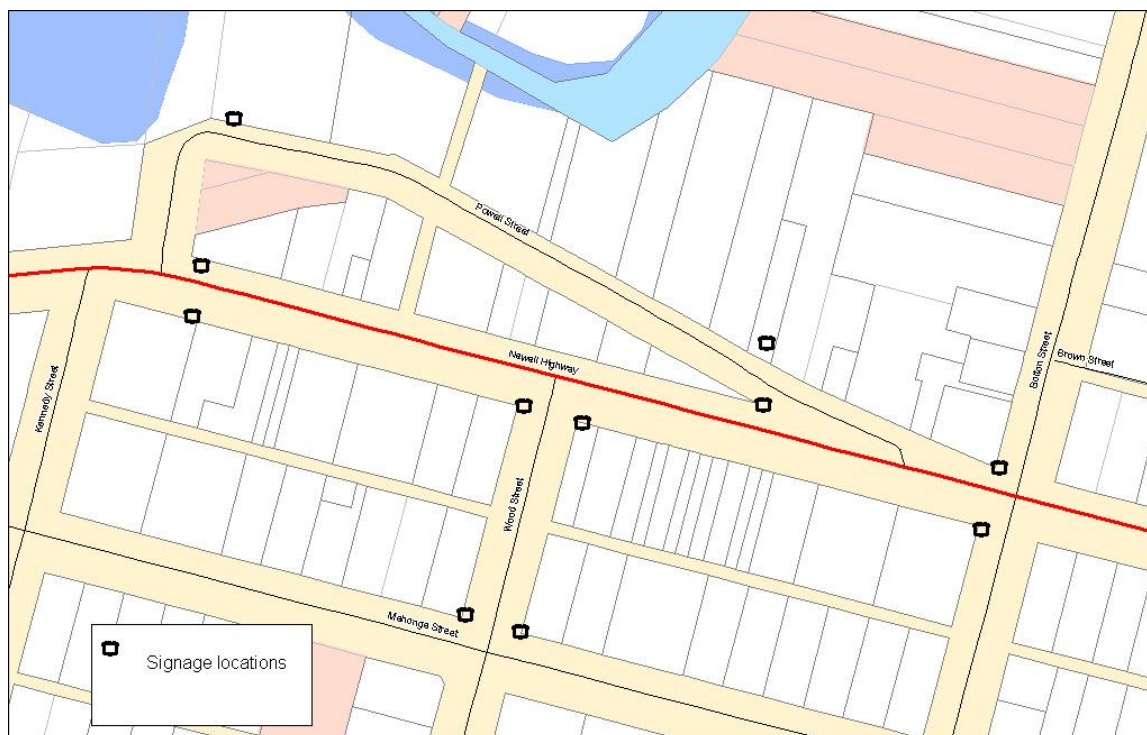 Powell Street
Newell Highway
Bolton Street
Brown Street
Kennedy Street
Wood Street
Mahonga Street
Signage locations